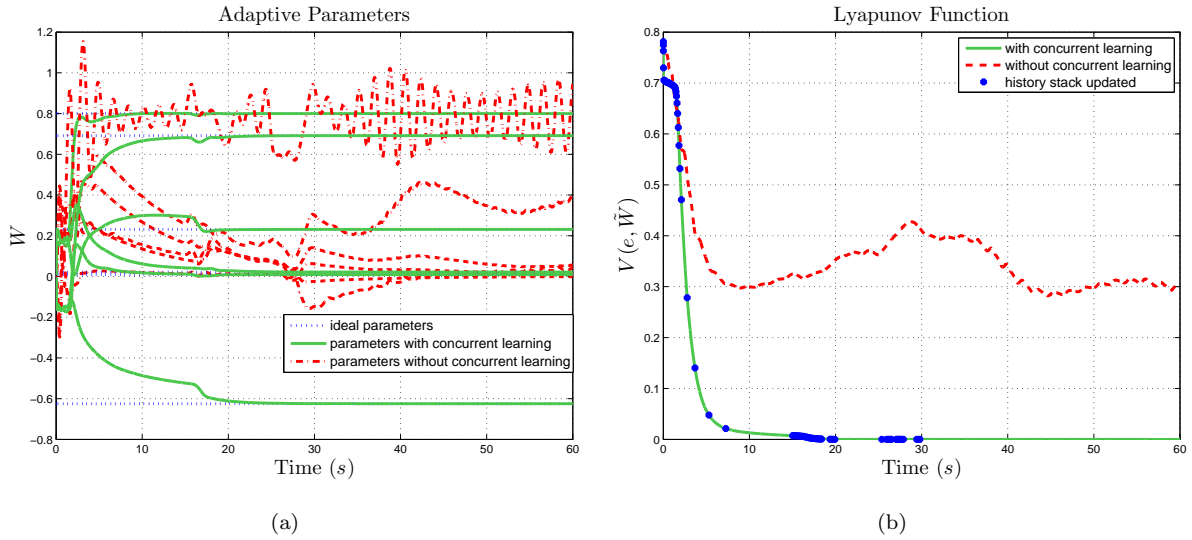 Adaptive Parameters
1.2
1
0.8
0.6
0.4
0.2
0
−0.2
−0.4
−0.6
−0.8
W
0 10 20 30 40 50 60
Time (s)
ideal parameters
parameters with concurrent learning
parameters without concurrent learning
(a)
Lyapunov Function
0.8
0.7
0.6
0.5
0.4
0.3
0.2
0.1
0
V(e, W̃)
0 10 20 30 40 50 60
Time (s)
with concurrent learning
without concurrent learning
history stack updated
(b)